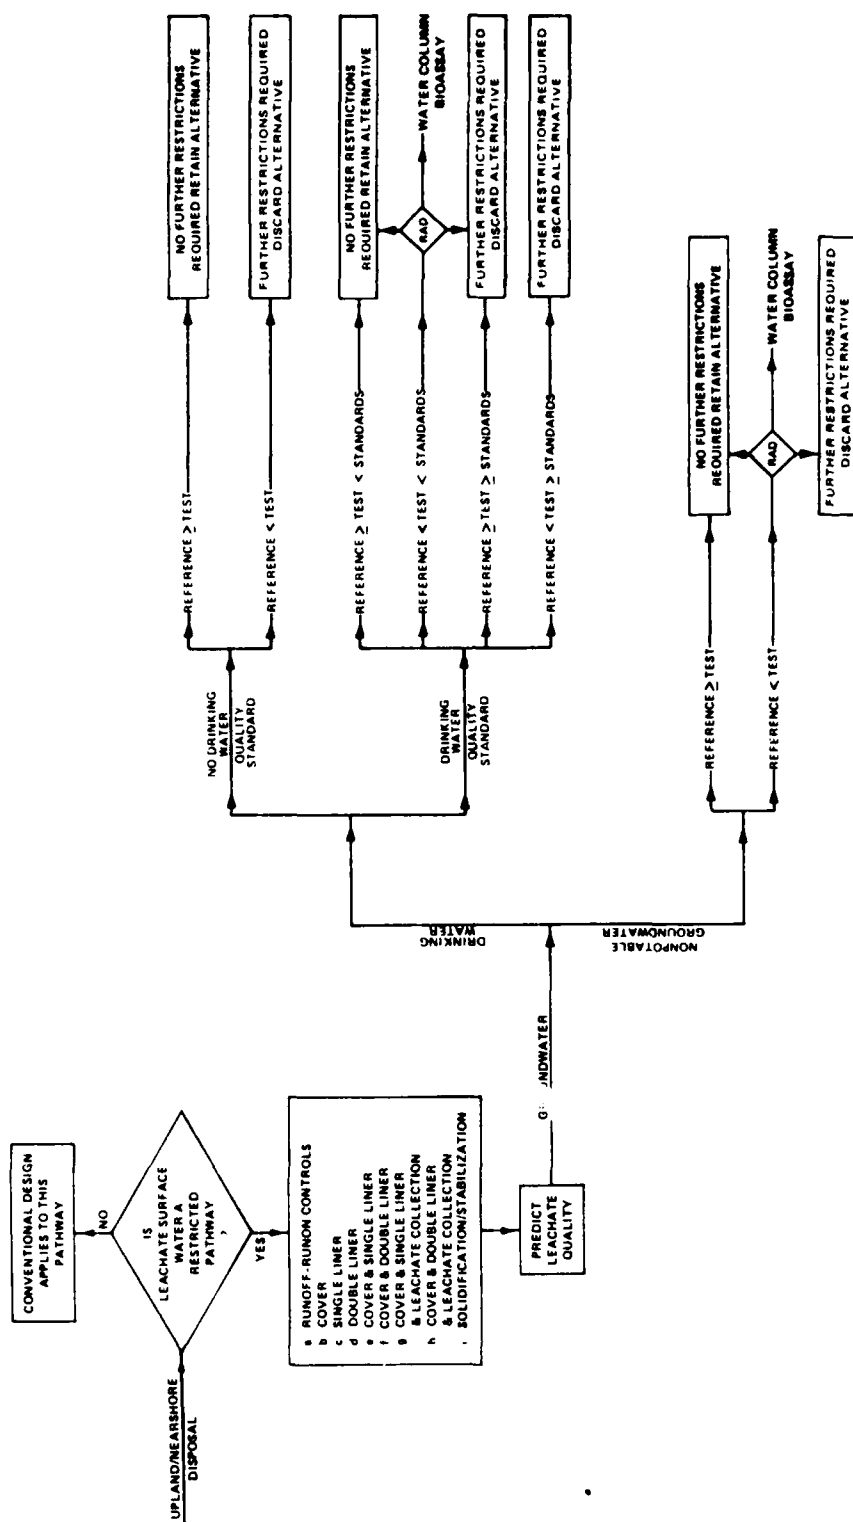 UPLAND/NEARSHORE
DISPOSAL
CONVENTIONAL DESIGN
APPLIES TO THIS
PATHWAY
NO
IS
LEACHATE SURFACE
WATER A
RESTRICTED
PATHWAY
YES
a RUNOFF-RUNON CONTROLS
b COVER
c SINGLE LINER
d DOUBLE LINER
e COVER & SINGLE LINER
f COVER & DOUBLE LINER
g COVER & SINGLE LINER
& LEACHATE COLLECTION
h COVER & DOUBLE LINER
& LEACHATE COLLECTION
SOLIDIFICATION/STABILIZATION
PREDICT
LEACHATE
QUALITY
DRINKING
WATER
NONPOTABLE
GROUNDWATER
NO DRINKING
WATER
QUALITY
STANDARD
DRINKING
WATER
QUALITY
STANDARD
REFERENCE ≥ TEST
NO FURTHER RESTRICTIONS
REQUIRED RETAIN ALTERNATIVE
REFERENCE < TEST
FURTHER RESTRICTIONS REQUIRED
DISCARD ALTERNATIVE
REFERENCE ≥ TEST < STANDARDS
NO FURTHER RESTRICTIONS
REQUIRED RETAIN ALTERNATIVE
REFERENCE < TEST < STANDARDS
RAD
WATER COLUMN
BIOASSAY
REFERENCE ≥ TEST ≥ STANDARDS
FURTHER RESTRICTIONS REQUIRED
DISCARD ALTERNATIVE
REFERENCE < TEST ≥ STANDARDS
FURTHER RESTRICTIONS REQUIRED
DISCARD ALTERNATIVE
REFERENCE ≥ TEST
NO FURTHER RESTRICTIONS
REQUIRED RETAIN ALTERNATIVE
REFERENCE < TEST
RAD
WATER COLUMN
BIOASSAY
FURTHER RESTRICTIONS REQUIRED
DISCARD ALTERNATIVE